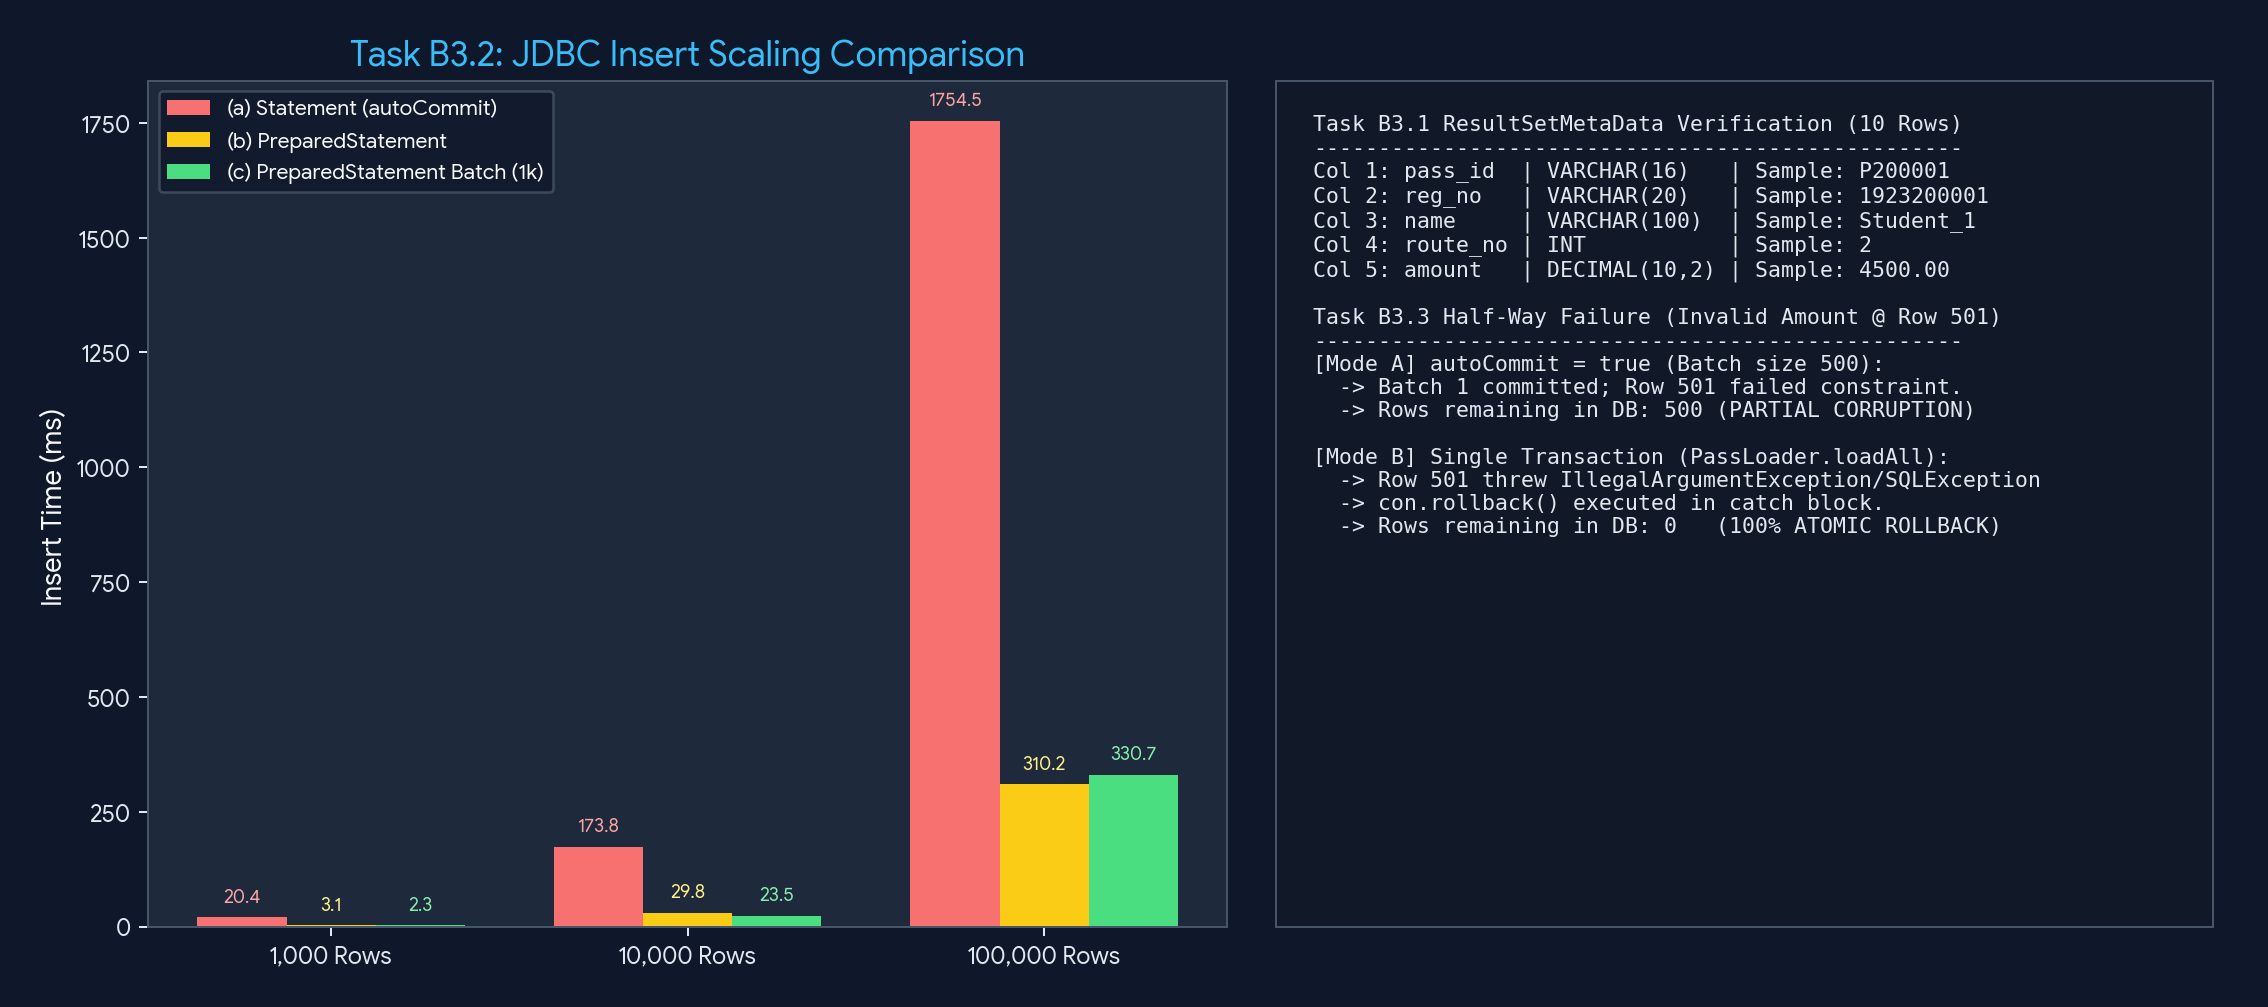 Task B3.2: JDBC Insert Scaling Comparison
(a) Statement (autoCommit)
(b) PreparedStatement
(c) PreparedStatement Batch (1k)
Insert Time (ms)
1750
1500
1250
1000
750
500
250
0
20.4
3.1
2.3
173.8
29.8
23.5
1754.5
310.2
330.7
1,000 Rows
10,000 Rows
100,000 Rows
Task B3.1 ResultSetMetaData Verification (10 Rows)
--------------------------------------------------
Col 1: pass_id  | VARCHAR(16)   | Sample: P200001
Col 2: reg_no   | VARCHAR(20)   | Sample: 1923200001
Col 3: name     | VARCHAR(100)  | Sample: Student_1
Col 4: route_no | INT           | Sample: 2
Col 5: amount   | DECIMAL(10,2) | Sample: 4500.00
Task B3.3 Half-Way Failure (Invalid Amount @ Row 501)
--------------------------------------------------
[Mode A] autoCommit = true (Batch size 500):
  -> Batch 1 committed; Row 501 failed constraint.
  -> Rows remaining in DB: 500 (PARTIAL CORRUPTION)
[Mode B] Single Transaction (PassLoader.loadAll):
  -> Row 501 threw IllegalArgumentException/SQLException
  -> con.rollback() executed in catch block.
  -> Rows remaining in DB: 0   (100% ATOMIC ROLLBACK)